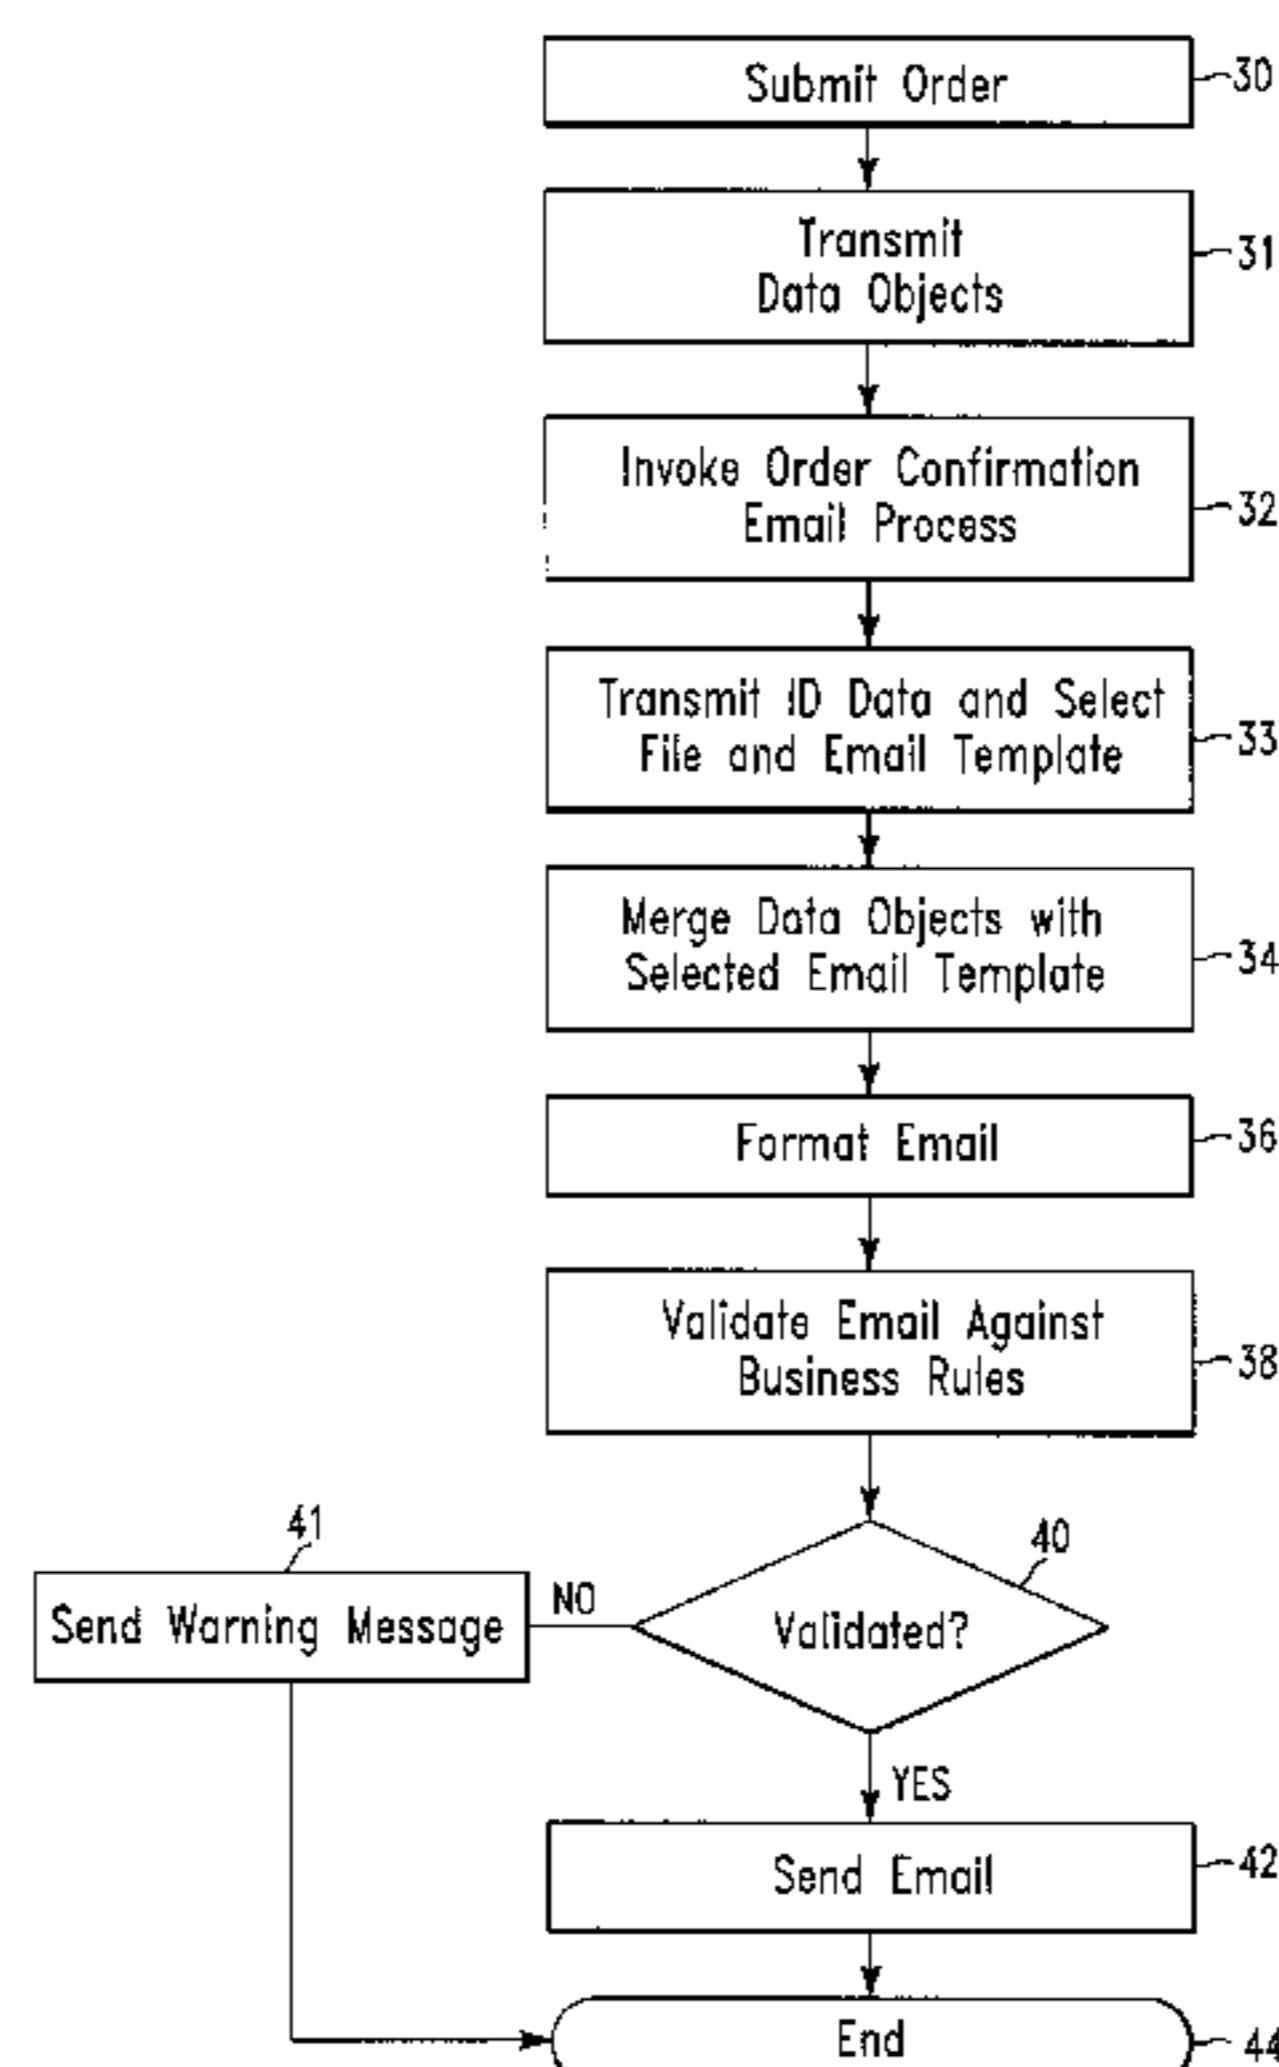 Submit Order
30
Transmit
Data Objects
31
Invoke Order Confirmation
Email Process
32
Transmit ID Data and Select
File and Email Template
33
Merge Data Objects with
Selected Email Template
34
Format Email
36
Validate Email Against
Business Rules
38
41
40
Send Warning Message
NO
Validated?
YES
Send Email
42
End
44